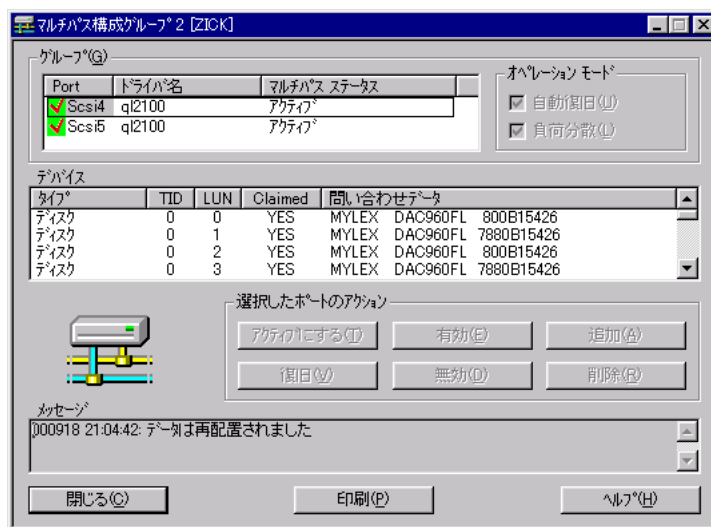 マルチパス構成グループ 2 [ZICK]
グループ(G)
Port ドライバ名 マルチパス ステータス
Scsi4 ql2100 アクティブ
Scsi5 ql2100 アクティブ
オペレーション モード
自動復旧(U)
負荷分散(L)
デバイス
タイプ TID LUN Claimed 問い合わせデータ
ディスク 0 0 YES MYLEX DAC960FL 800B15426
ディスク 0 1 YES MYLEX DAC960FL 7880B15426
ディスク 0 2 YES MYLEX DAC960FL 800B15426
ディスク 0 3 YES MYLEX DAC960FL 7880B15426
選択したポートのアクション
アクティブにする(T) 有効(E) 追加(A)
復旧(V) 無効(D) 削除(R)
メッセージ
000918 21:04:42: データは再配置されました
閉じる(C) 印刷(P) ヘルプ(H)